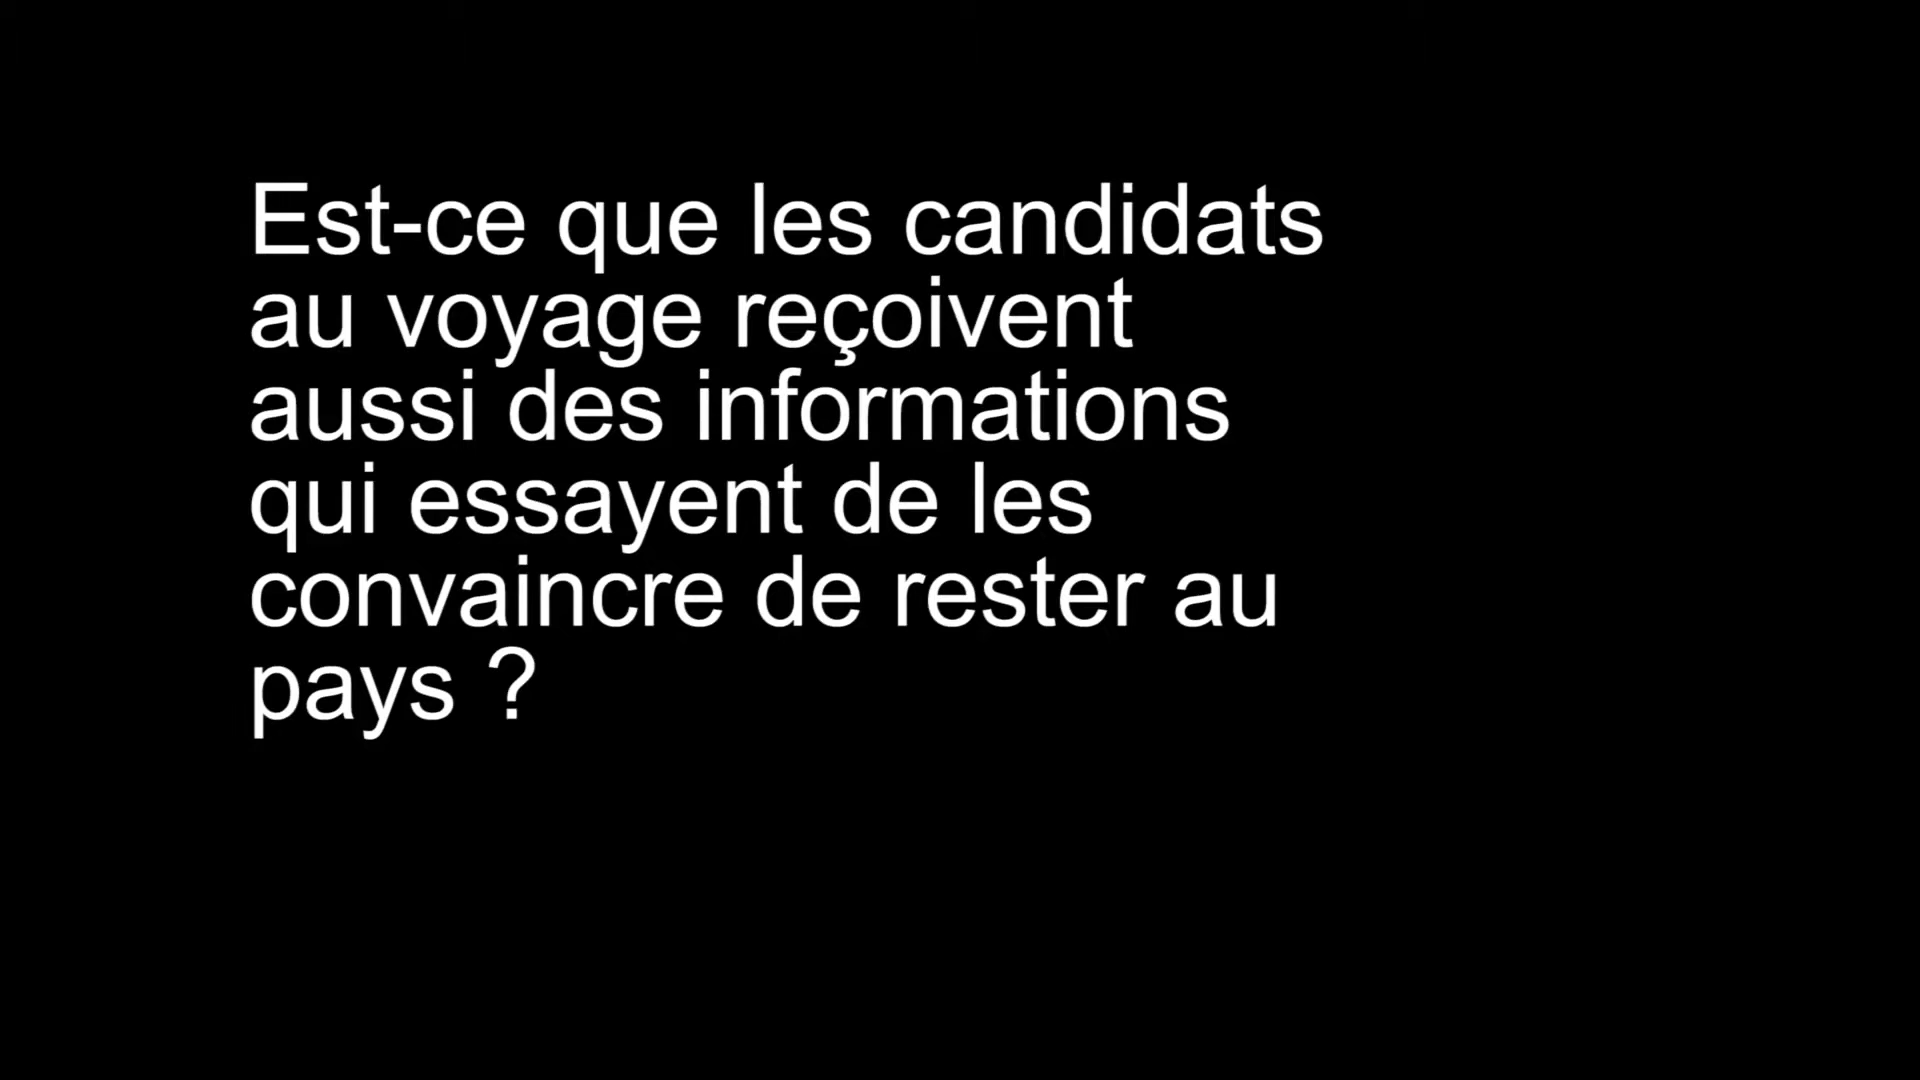 Est-ce que les candidats
au voyage reçoivent
aussi des informations
qui essayent de les
convaincre de rester au
pays ?